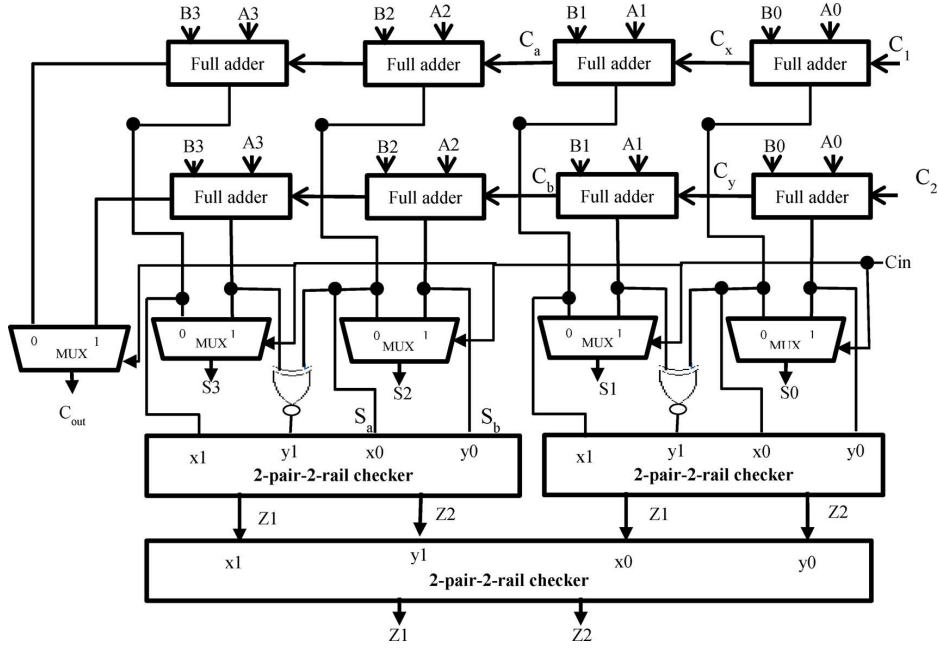 B3 A3 B2 A2 B1 A1 B0 A0
Full adder Full adder C_a Full adder C_x Full adder C_1
B3 A3 B2 A2 B1 A1 B0 A0
Full adder Full adder C_b Full adder C_y Full adder C_2
Cin
0 1 0 1 0 1 0 1 0 1
MUX MUX MUX MUX MUX
C_out S3 S2 S1 S0
S_a S_b
x1 y1 x0 y0 x1 y1 x0 y0
2-pair-2-rail checker 2-pair-2-rail checker
Z1 Z2 Z1 Z2
x1 y1 x0 y0
2-pair-2-rail checker
Z1 Z2